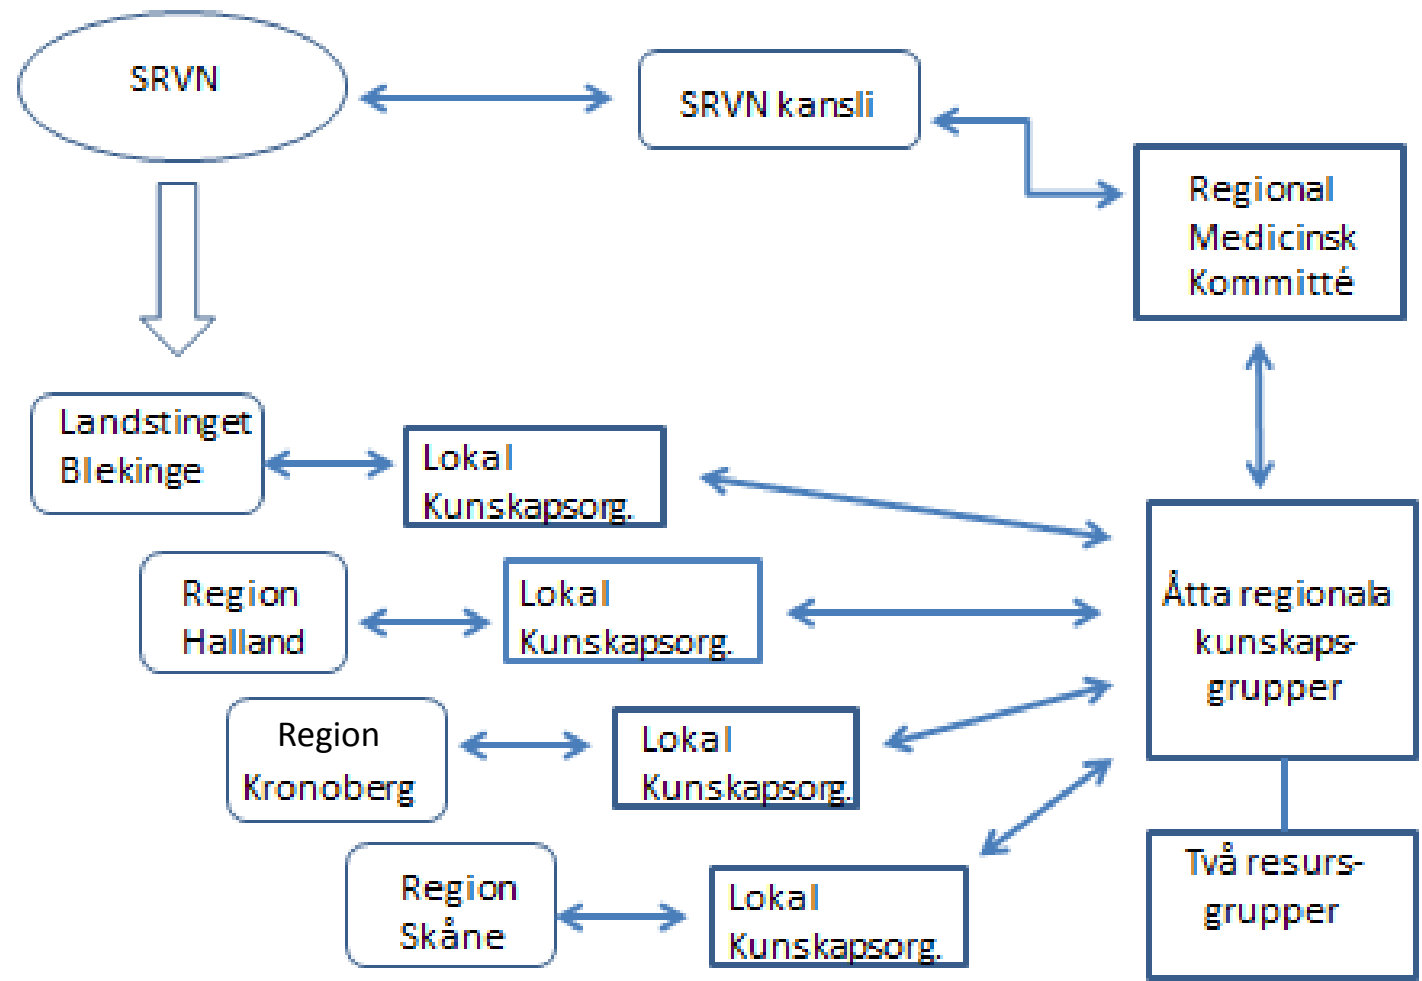 SRVN
SRVN kansli
Regional
Medicinsk
Kommitté
Landstinget
Blekinge
Lokal
Kunskapsorg.
Region
Halland
Lokal
Kunskapsorg.
Åtta regionala
kunskaps-
grupper
Region
Kronoberg
Lokal
Kunskapsorg.
Region
Skåne
Lokal
Kunskapsorg.
Två resurs-
grupper